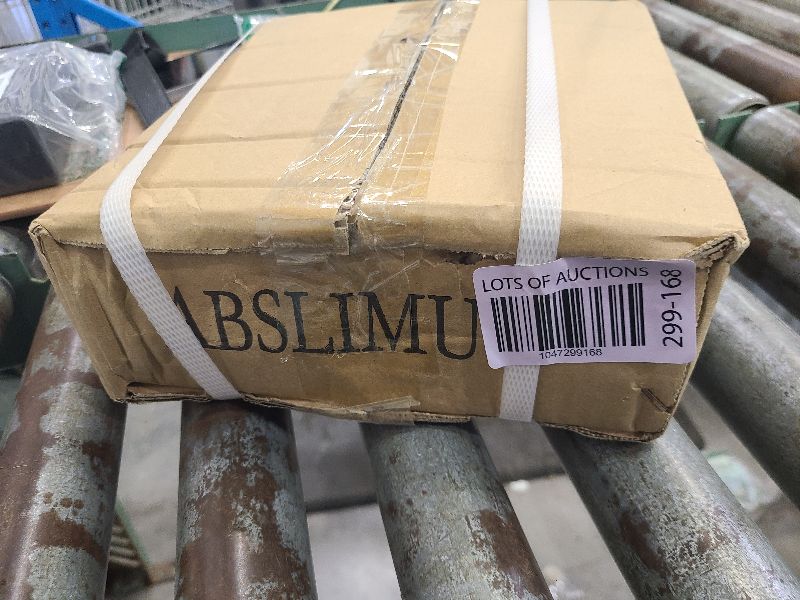 ABSLIMU
LOTS OF AUCTIONS
1047299168
299-168